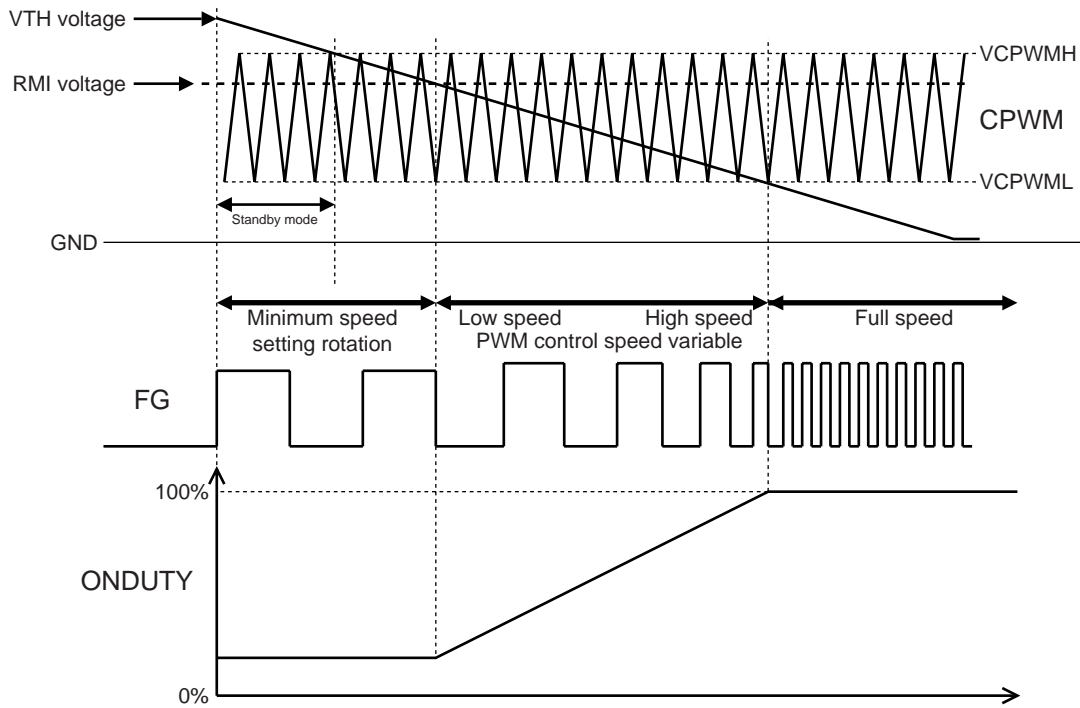 VTH voltage
VCPWMH
RMI voltage
CPWM
VCPWML
Standby mode
GND
Minimum speed
setting rotation
Low speed
High speed
PWM control speed variable
Full speed
FG
100%
ONDUTY
0%